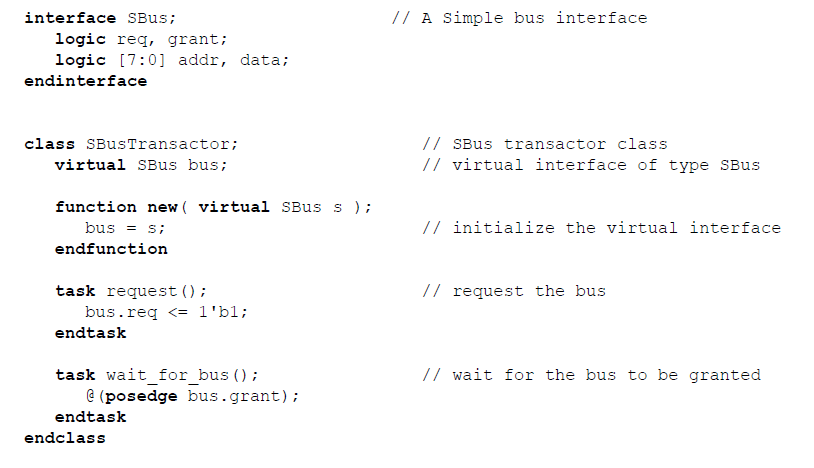 interface SBus; // A Simple bus interface
logic req, grant;
logic [7:0] addr, data;
endinterface
class SBusTransactor; // SBus transactor class
virtual SBus bus; // virtual interface of type SBus
function new( virtual SBus s );
bus = s; // initialize the virtual interface
endfunction
task request(); // request the bus
bus.req <= 1'b1;
endtask
task wait_for_bus(); // wait for the bus to be granted
@(posedge bus.grant);
endtask
endclass